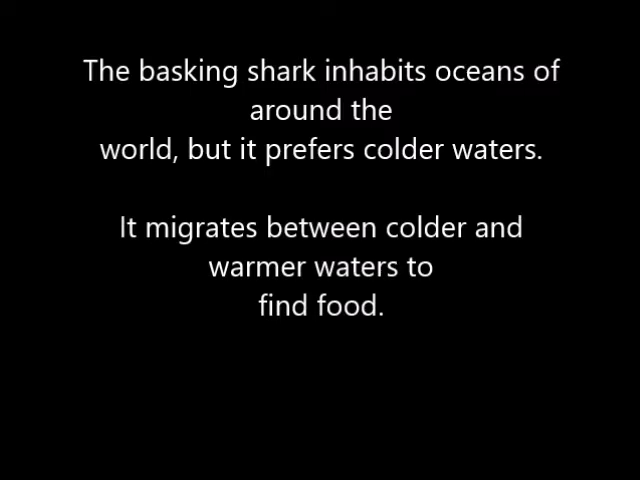 The basking shark inhabits oceans of
around the
world, but it prefers colder waters.
It migrates between colder and
warmer waters to
find food.